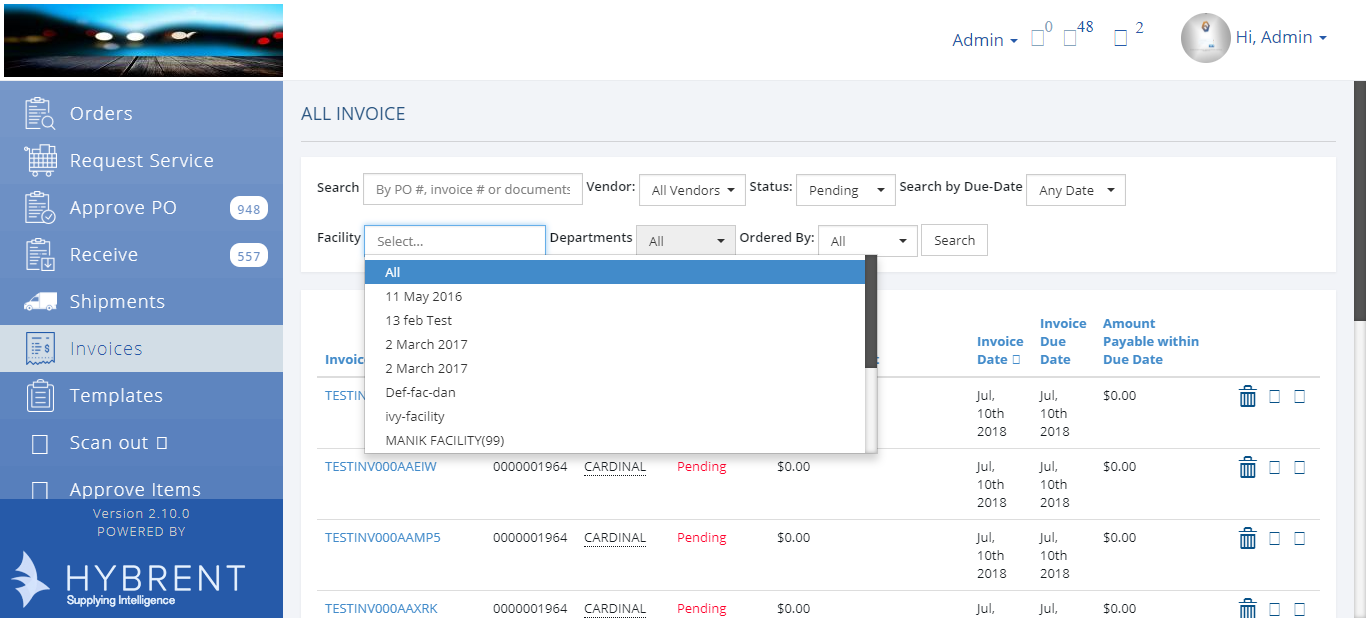 Admin 0 48 2 Hi, Admin
Orders
Request Service
Approve PO 948
Receive 557
Shipments
Invoices
Templates
Scan out
Approve Items
Version 2.10.0
POWERED BY
HYBRENT
Supplying Intelligence
ALL INVOICE
Search By PO #, invoice # or documents Vendor: All Vendors Status: Pending Search by Due-Date Any Date
Facility Select... Departments All Ordered By: All Search
All
11 May 2016
13 feb Test
2 March 2017
2 March 2017
Def-fac-dan
ivy-facility
MANIK FACILITY(99)
Invoice Date Invoice Due Date Amount Payable within Due Date
Jul, 10th 2018 Jul, 10th 2018 $0.00
TESTINV000AAEIW 0000001964 CARDINAL Pending $0.00 Jul, 10th 2018 Jul, 10th 2018 $0.00
TESTINV000AAMP5 0000001964 CARDINAL Pending $0.00 Jul, 10th 2018 Jul, 10th 2018 $0.00
TESTINV000AAXRK 0000001964 CARDINAL Pending $0.00 Jul, Jul, $0.00